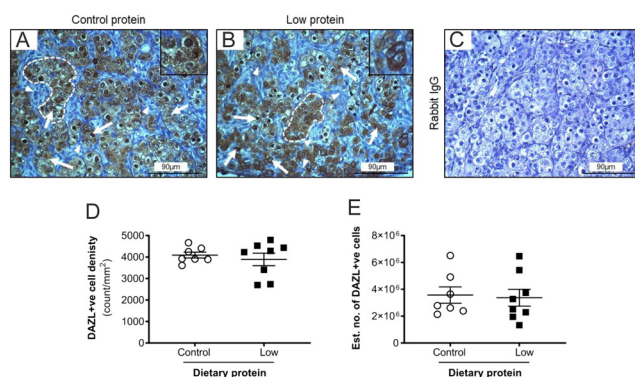 Control protein
Low protein
A
B
C
Rabbit IgG
90µm
90µm
90µm
D
E
DAZL+ve cell denisty
(count/mm²)
5000
4000
3000
2000
1000
0
Control
Low
Dietary protein
Est. no. of DAZL+ve cells
8×10⁶
6×10⁶
4×10⁶
2×10⁶
0
Control
Low
Dietary protein